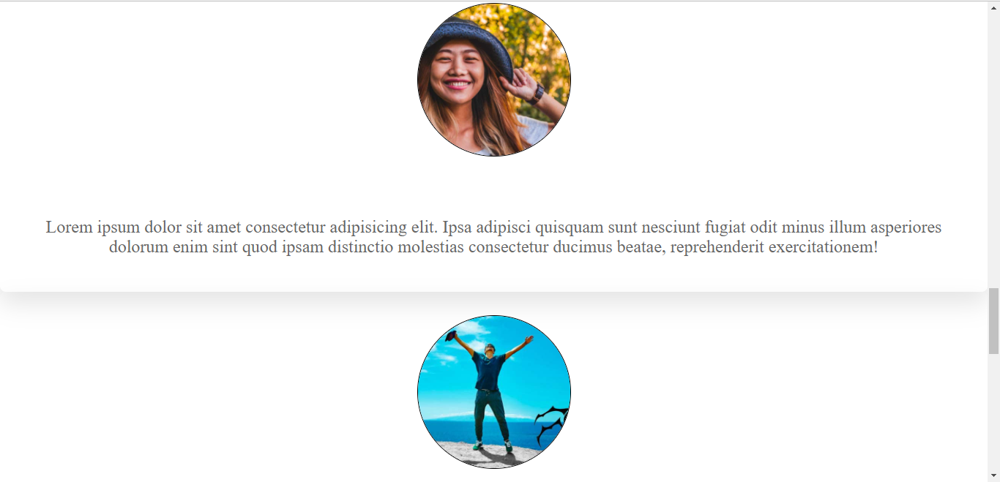 Lorem ipsum dolor sit amet consectetur adipisicing elit. Ipsa adipisci quisquam sunt nesciunt fugiat odit minus illum asperiores
dolorum enim sint quod ipsam distinctio molestias consectetur ducimus beatae, reprehenderit exercitationem!